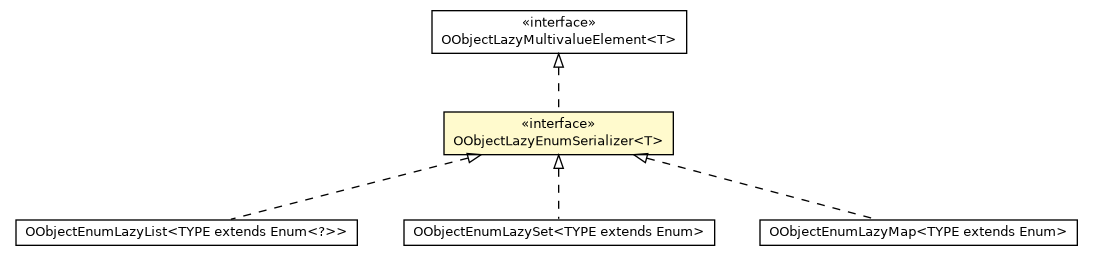 «interface»
OObjectLazyMultivalueElement<T>
«interface»
OObjectLazyEnumSerializer<T>
OObjectEnumLazyList<TYPE extends Enum<?>>
OObjectEnumLazySet<TYPE extends Enum>
OObjectEnumLazyMap<TYPE extends Enum>